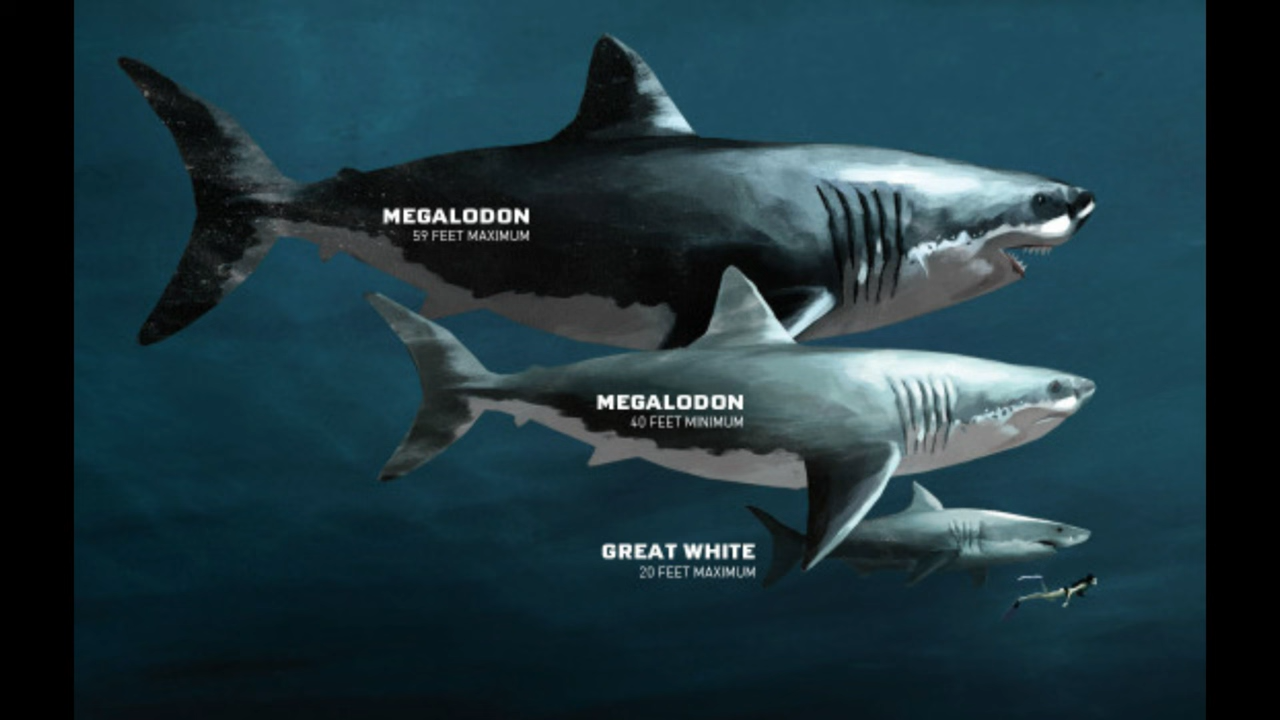 MEGALODON
59 FEET MAXIMUM
MEGALODON
40 FEET MINIMUM
GREAT WHITE
20 FEET MAXIMUM